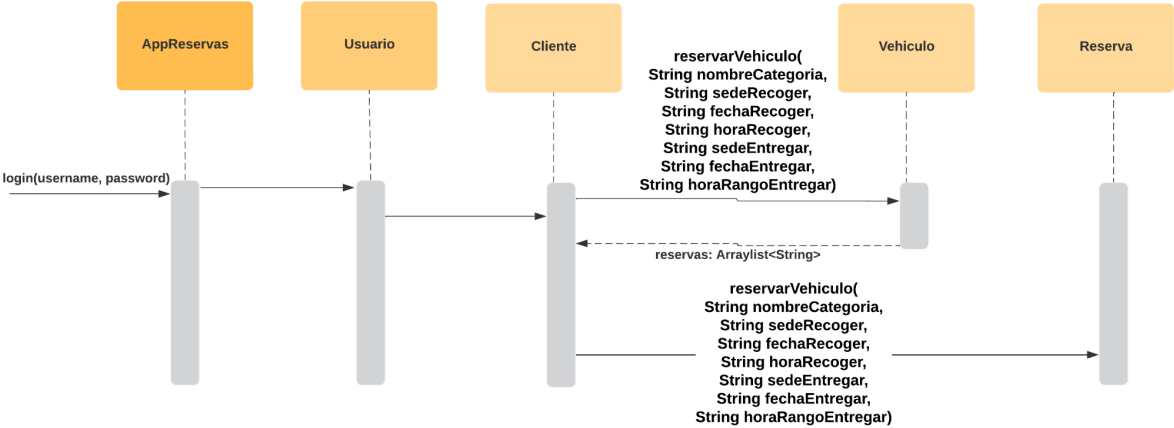 AppReservas
Usuario
Cliente
Vehiculo
Reserva
reservarVehiculo(
String nombreCategoria,
String sedeRecoger,
String fechaRecoger,
String horaRecoger,
String sedeEntregar,
String fechaEntregar,
String horaRangoEntregar)
login(username, password)
reservas: Arraylist<String>
reservarVehiculo(
String nombreCategoria,
String sedeRecoger,
String fechaRecoger,
String horaRecoger,
String sedeEntregar,
String fechaEntregar,
String horaRangoEntregar)